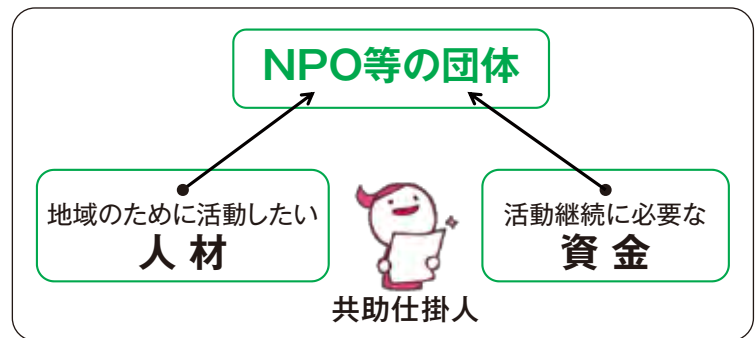 NPO等の団体
地域のために活動したい
人材
活動継続に必要な
資金
共助仕掛人